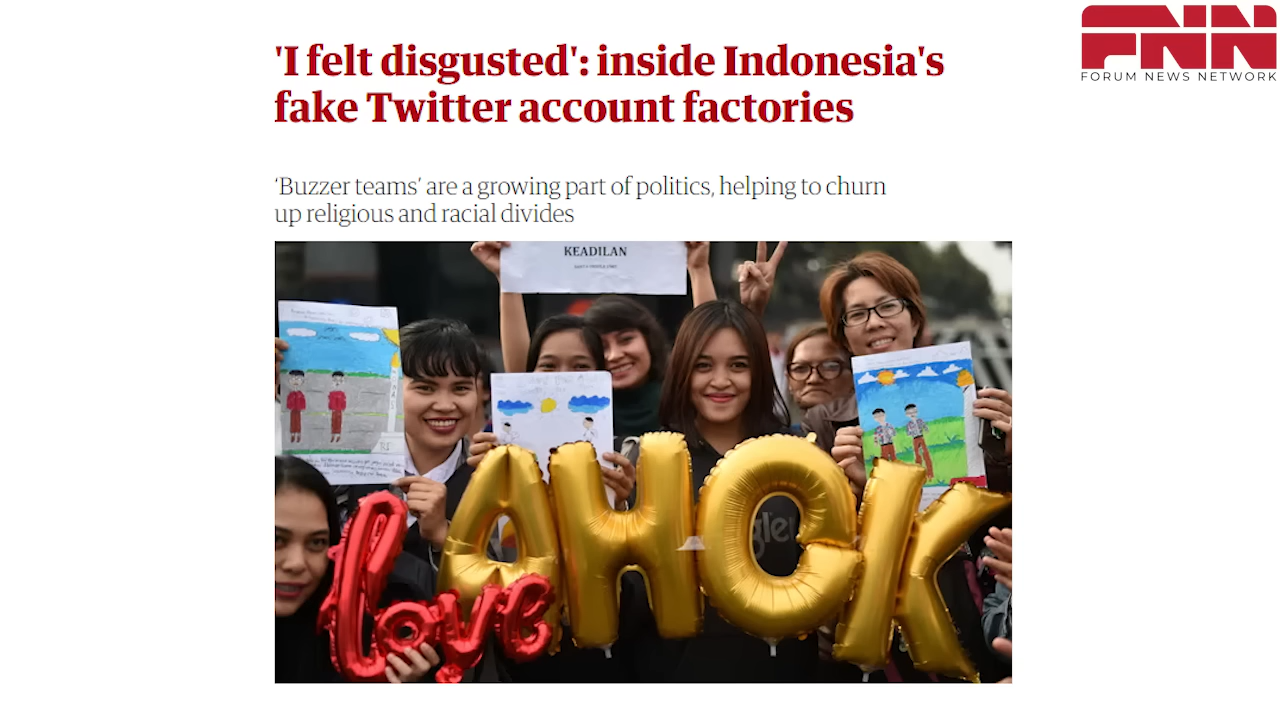 'I felt disgusted': inside Indonesia's
fake Twitter account factories
FNN
FORUM NEWS NETWORK
‘Buzzer teams’ are a growing part of politics, helping to churn
up religious and racial divides
KEADILAN
love
AHOK